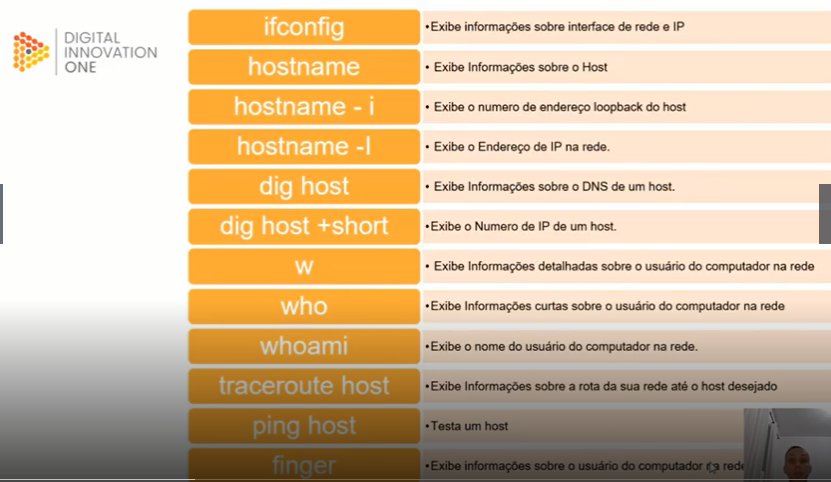 DIGITAL
INNOVATION
ONE
ifconfig
•Exibe informações sobre interface de rede e IP
hostname
• Exibe Informações sobre o Host
hostname - i
• Exibe o numero de endereço loopback do host
hostname -I
• Exibe o Endereço de IP na rede.
dig host
• Exibe Informações sobre o DNS de um host.
dig host +short
•Exibe o Numero de IP de um host.
w
• Exibe Informações detalhadas sobre o usuário do computador na rede
who
•Exibe Informações curtas sobre o usuário do computador na rede
whoami
•Exibe o nome do usuário do computador na rede.
traceroute host
•Exibe Informações sobre a rota da sua rede até o host desejado
ping host
•Testa um host
finger
•Exibe informações sobre o usuário do computador na rede